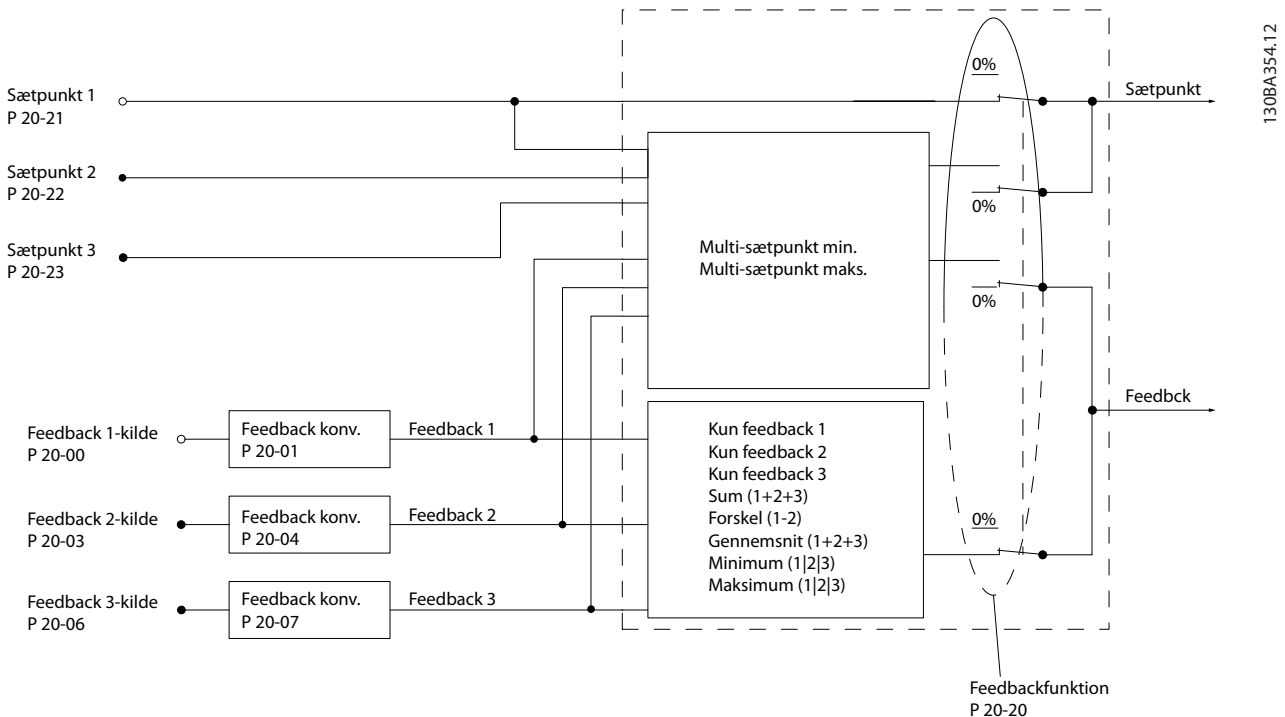 130BA354.12
0%
Sætpunkt 1
P 20-21
Sætpunkt
Sætpunkt 2
P 20-22
0%
Sætpunkt 3
P 20-23
Multi-sætpunkt min.
Multi-sætpunkt maks.
0%
Feedbck
Feedback 1-kilde
P 20-00
Feedback konv.
P 20-01
Feedback 1
Feedback 2-kilde
P 20-03
Feedback konv.
P 20-04
Feedback 2
Feedback 3-kilde
P 20-06
Feedback konv.
P 20-07
Feedback 3
Kun feedback 1
Kun feedback 2
Kun feedback 3
Sum (1+2+3)
Forskel (1-2)
Gennemsnit (1+2+3)
Minimum (1|2|3)
Maksimum (1|2|3)
0%
Feedbackfunktion
P 20-20